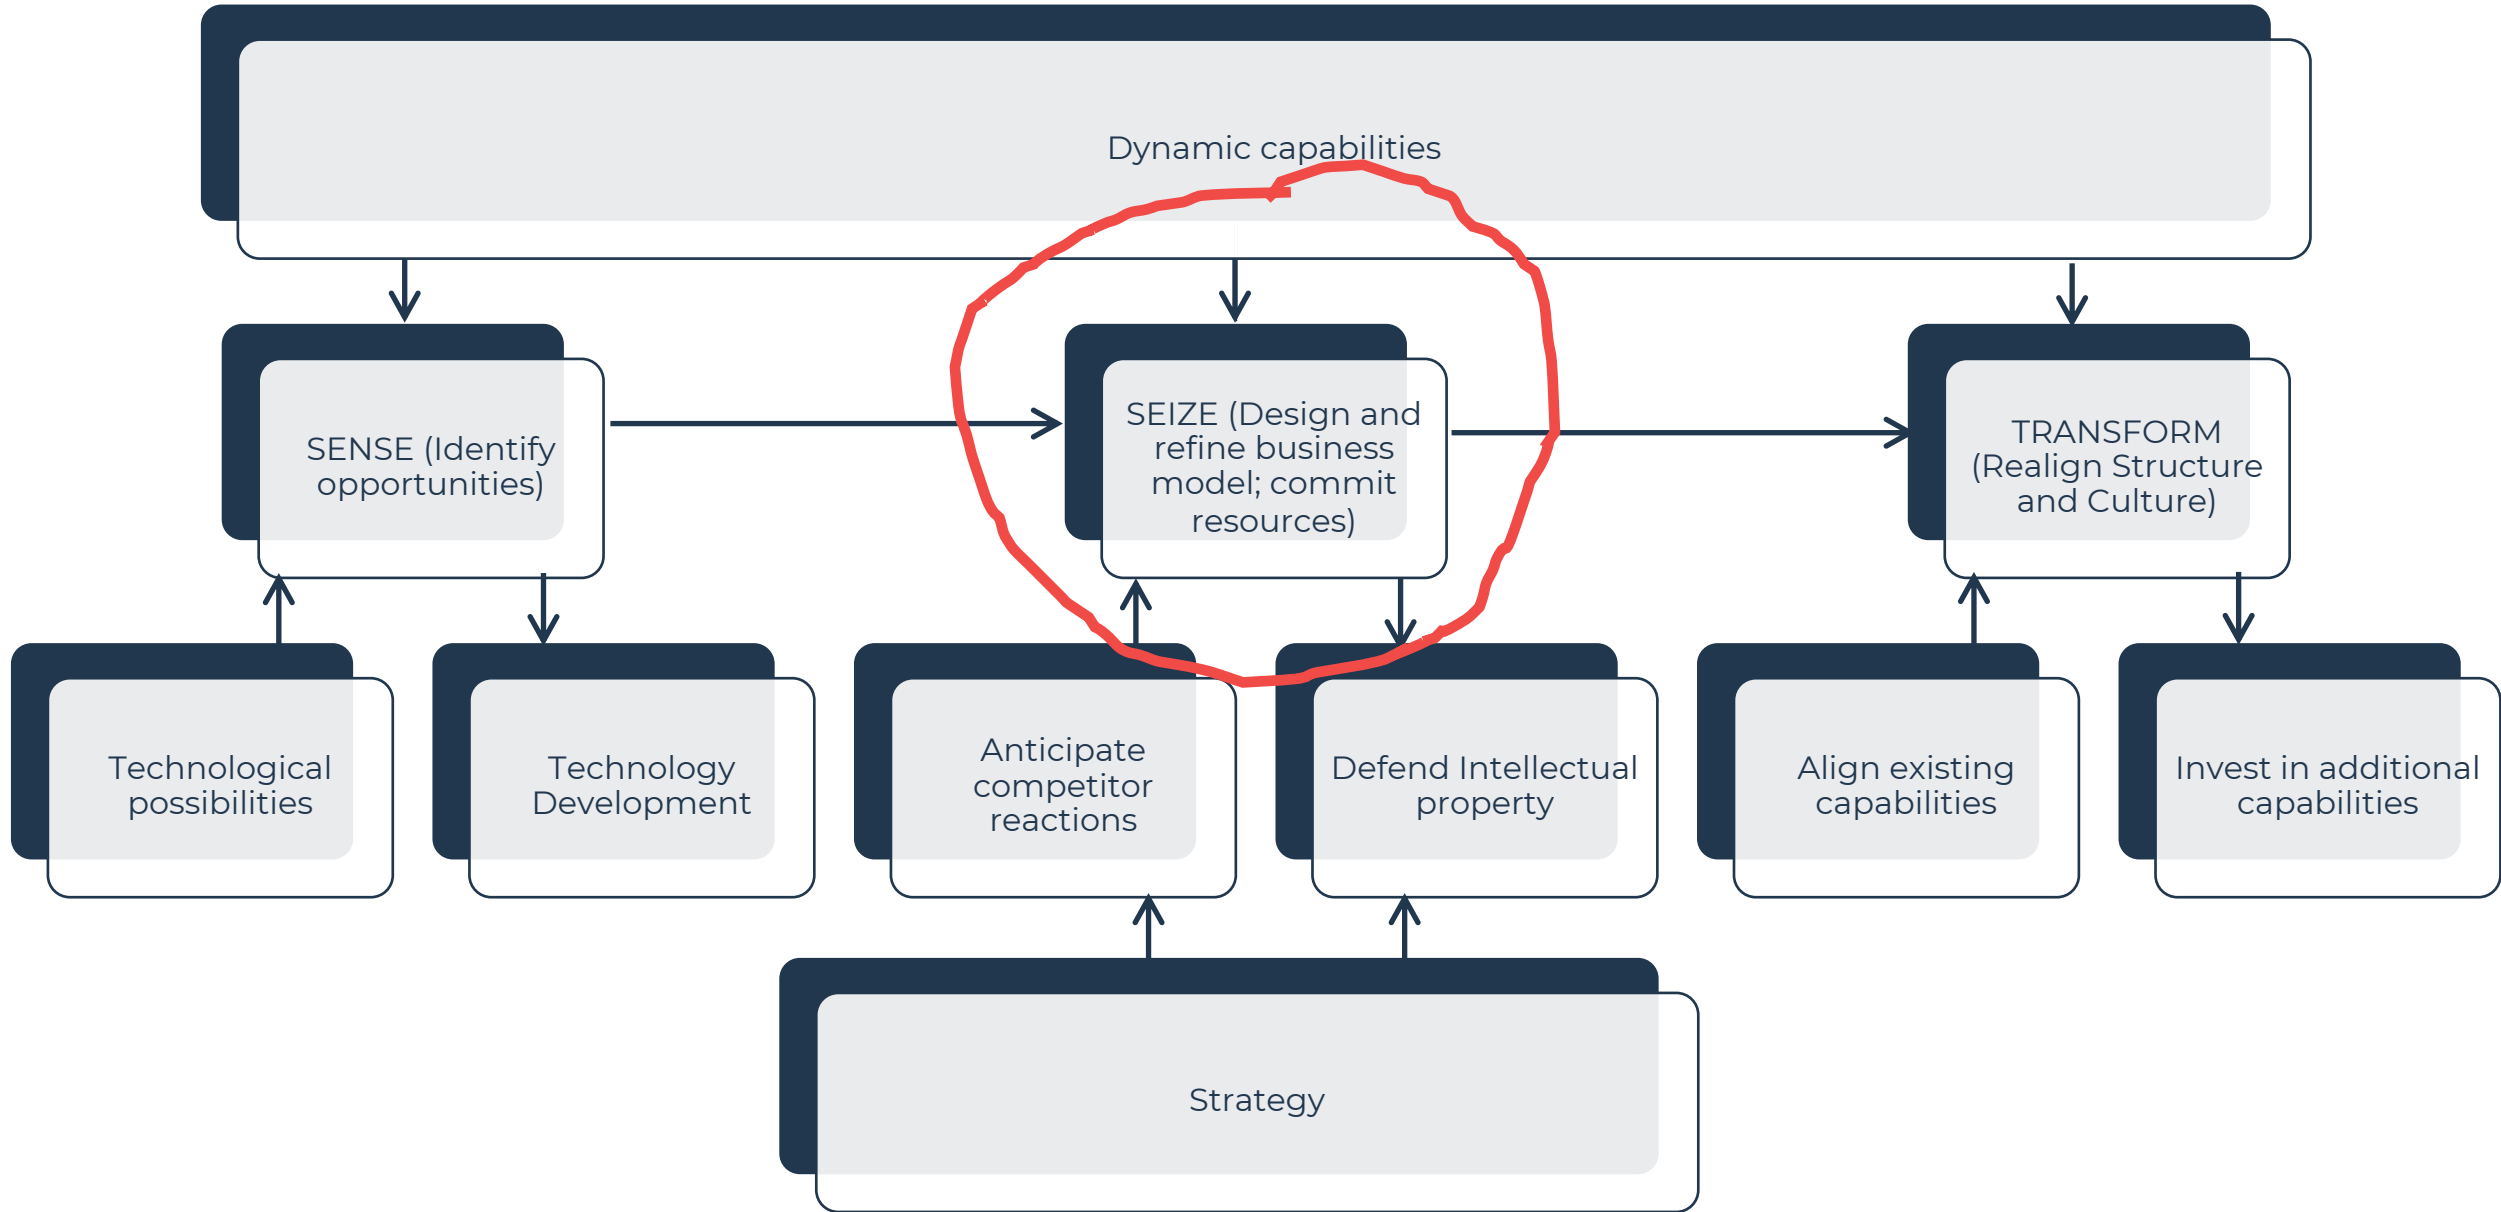 Dynamic capabilities
SENSE (Identify
opportunities)
SEIZE (Design and
refine business
model; commit
resources)
TRANSFORM
(Realign Structure
and Culture)
Technological
possibilities
Technology
Development
Anticipate
competitor
reactions
Defend Intellectual
property
Align existing
capabilities
Invest in additional
capabilities
Strategy